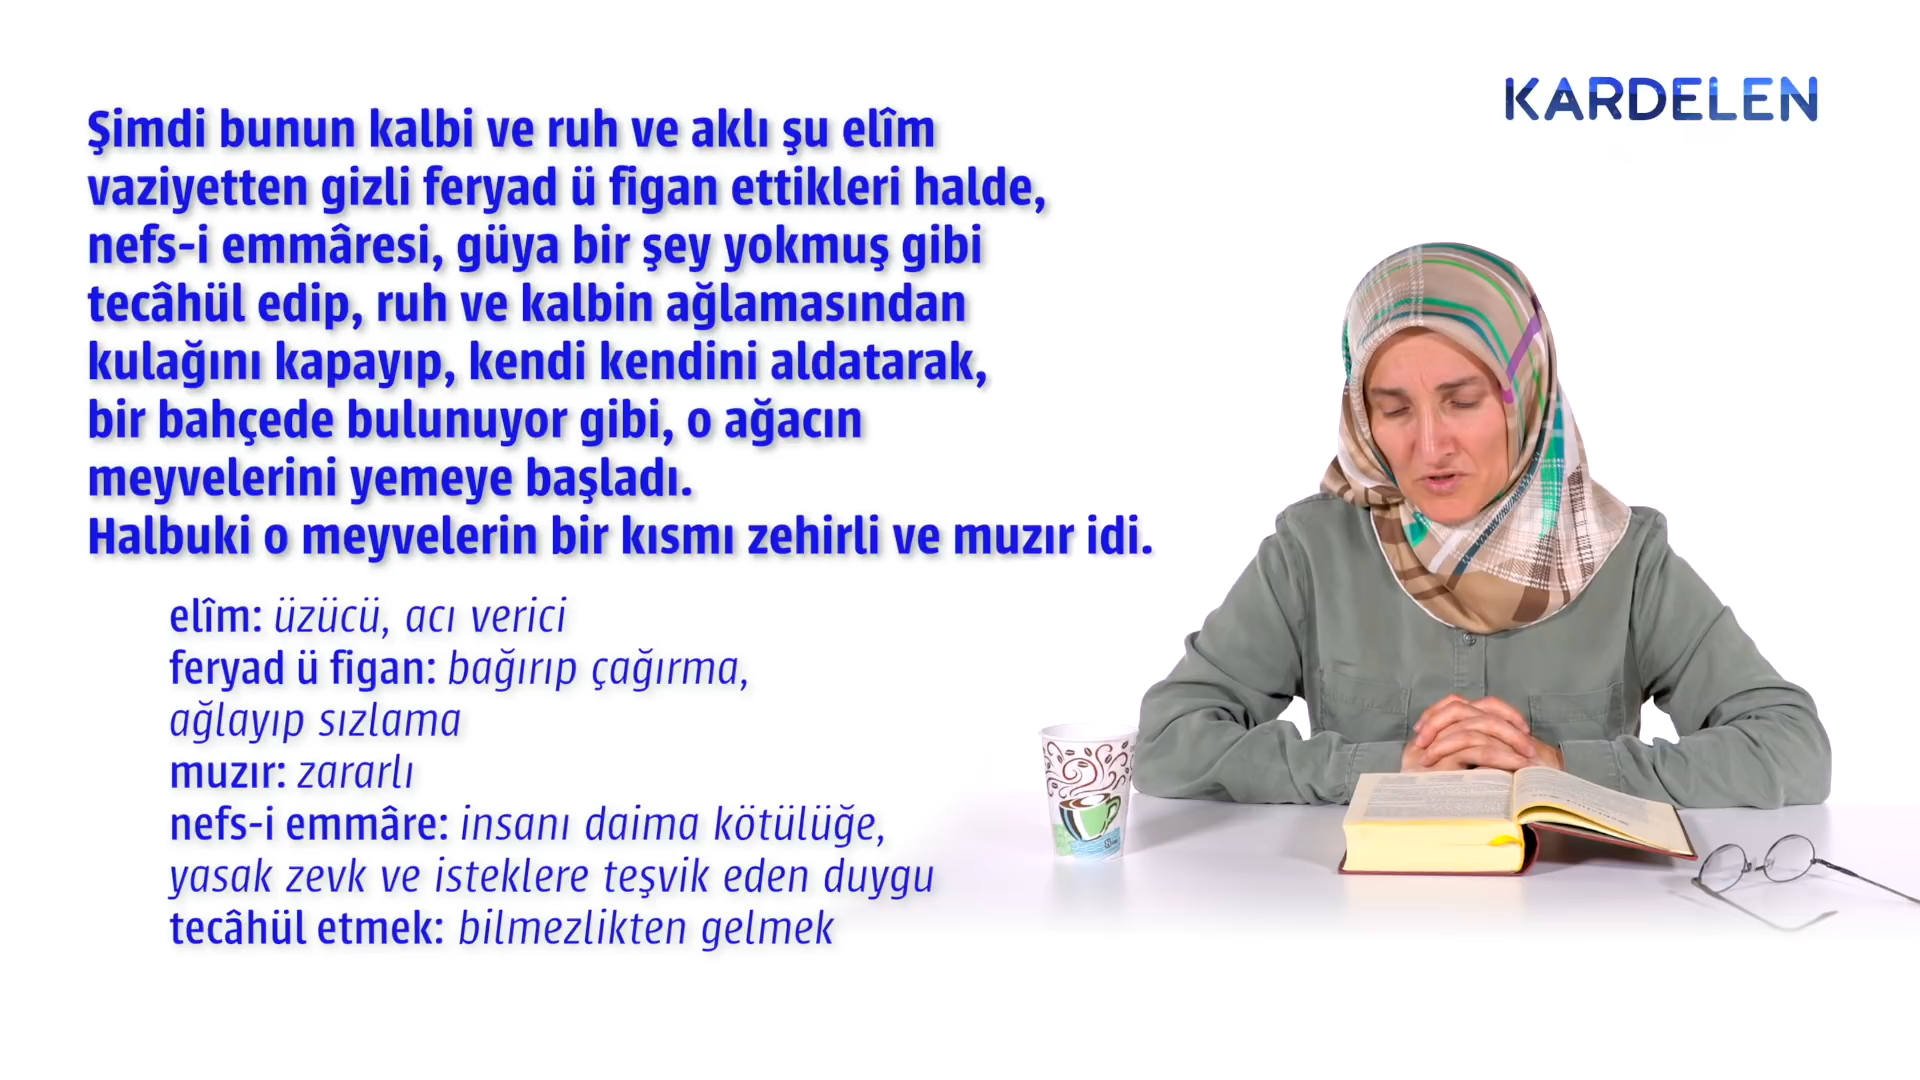 KARDELEN
Şimdi bunun kalbi ve ruh ve aklı şu elîm
vaziyetten gizli feryad ü figan ettikleri halde,
nefs-i emmâresi, güya bir şey yokmuş gibi
tecâhül edip, ruh ve kalbin ağlamasından
kulağını kapayıp, kendi kendini aldatarak,
bir bahçede bulunuyor gibi, o ağacın
meyvelerini yemeye başladı.
Halbuki o meyvelerin bir kısmı zehirli ve muzır idi.
elîm: üzücü, acı verici
feryad ü figan: bağırıp çağırma,
ağlayıp sızlama
muzır: zararlı
nefs-i emmâre: insanı daima kötülüğe,
yasak zevk ve isteklere teşvik eden duygu
tecâhül etmek: bilmezlikten gelmek